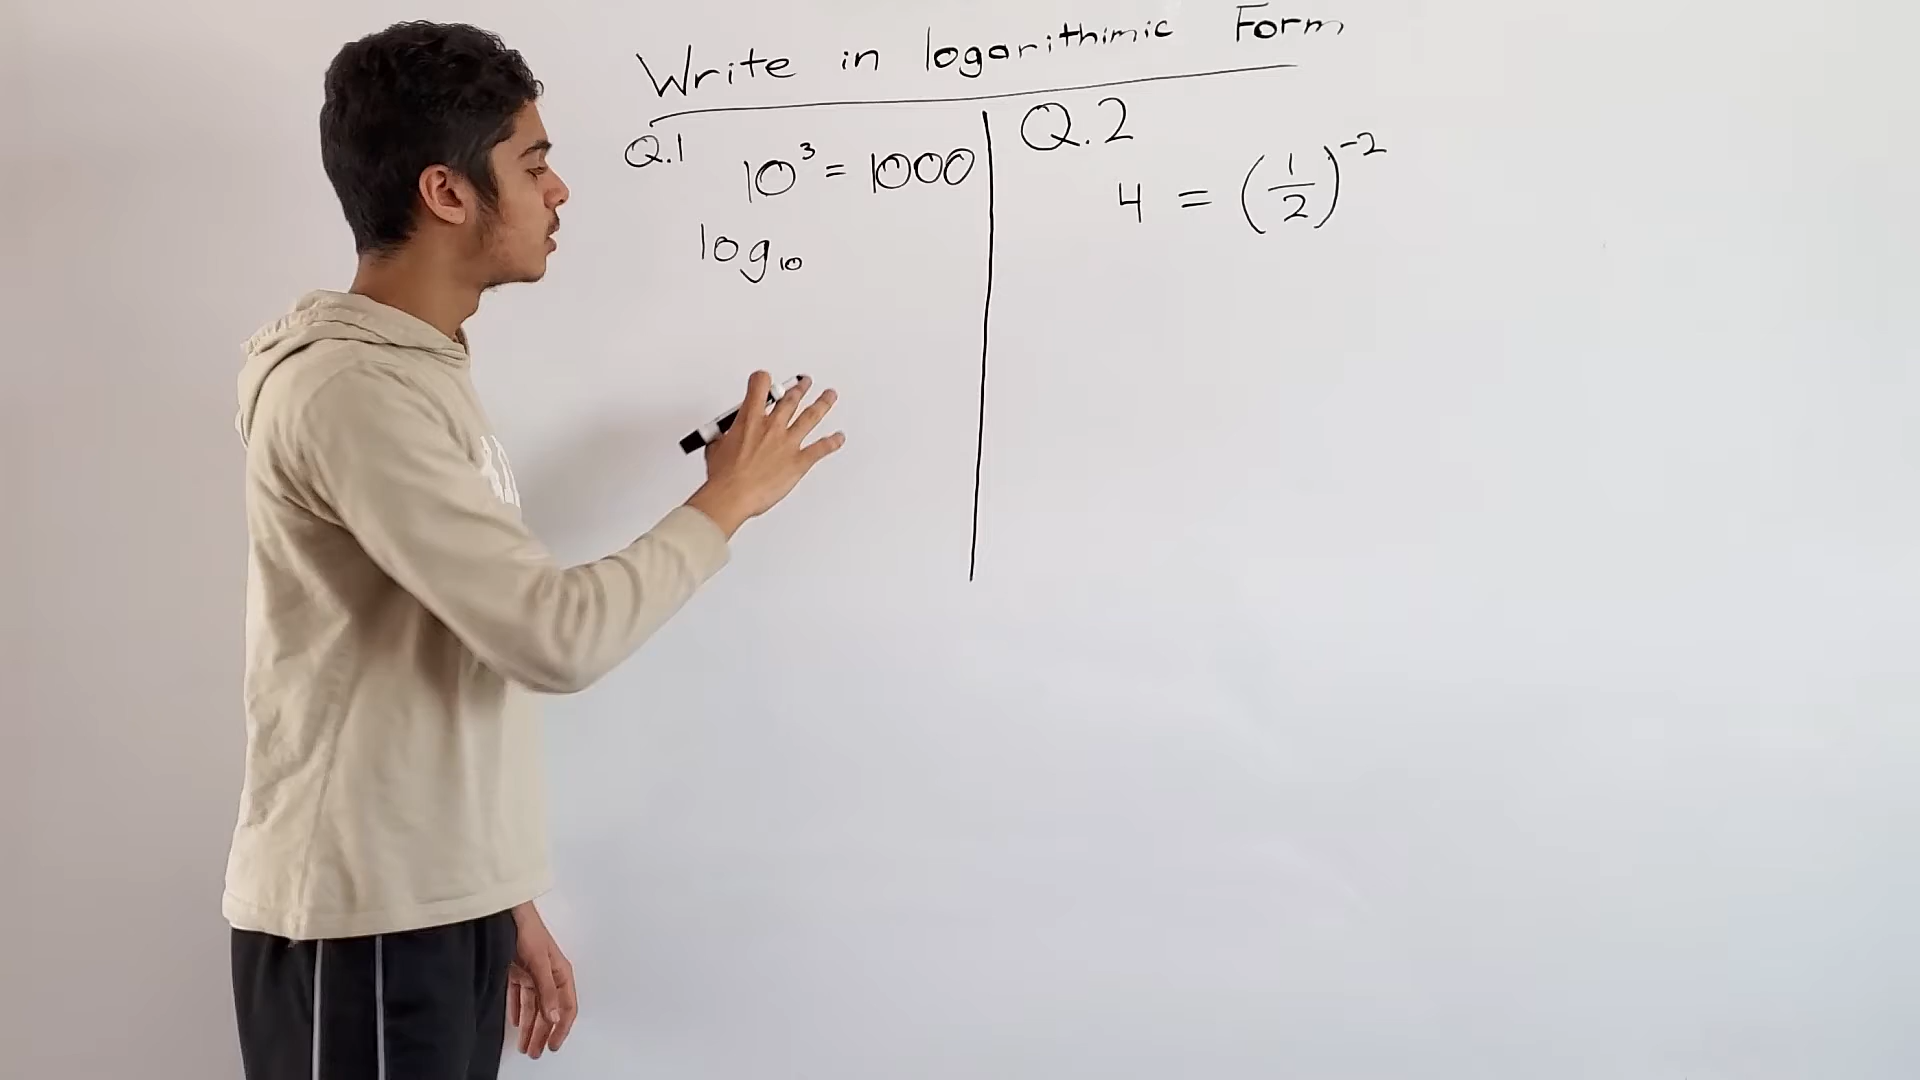 Write in logarithimic Form
Q.1
10³ = 1000
log₁₀
Q.2
4 = (1/2)⁻²